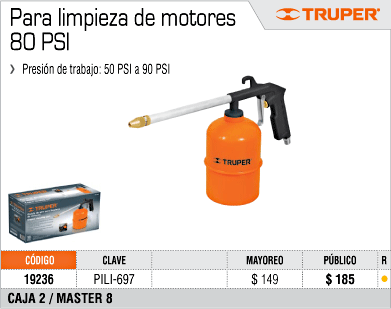 Para limpieza de motores
80 PSI
TRUPER®
Presión de trabajo: 50 PSI a 90 PSI
TRUPER
TRUPER
CÓDIGO CLAVE MAYOREO PÚBLICO R
19236 PILI-697 $ 149 $ 185
CAJA 2 / MASTER 8